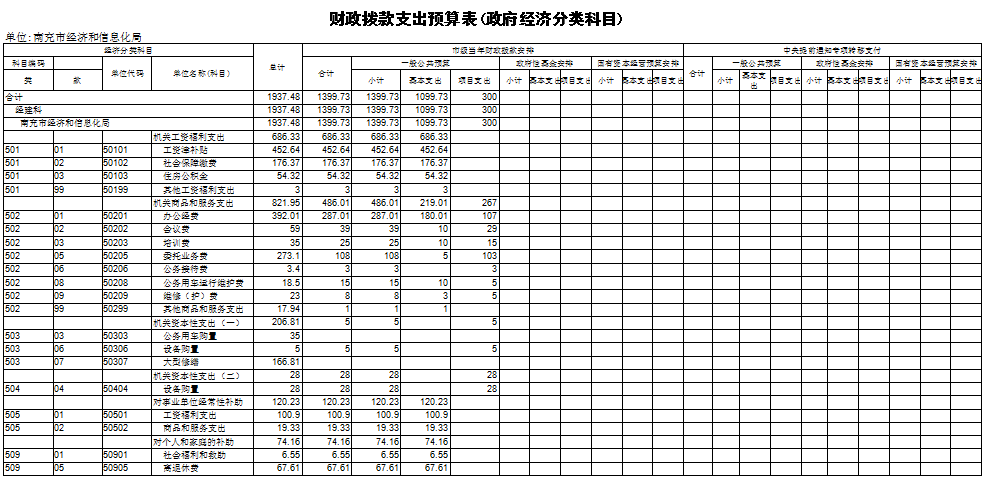 财政拨款支出预算表(政府经济分类科目)
单位:南充市经济和信息化局
经济分类科目 总计 市级当年财政拨款安排 中央提前通知专项转移支付
科目编码 单位代码 单位名称(科目) 合计 一般公共预算 政府性基金安排 国有资本经营预算安排 合计 一般公共预算 政府性基金安排 国有资本经营预算安排
类 款 小计 基本支出 项目支出 小计 基本支出 项目支出 小计 基本支出 项目支出 小计 基本支出 项目支出 小计 基本支出 项目支出 小计 基本支出 项目支出
合计 1937.48 1399.73 1399.73 1099.73 300
经建科 1937.48 1399.73 1399.73 1099.73 300
南充市经济和信息化局 1937.48 1399.73 1399.73 1099.73 300
机关工资福利支出 686.33 686.33 686.33 686.33
501 01 50101 工资津补贴 452.64 452.64 452.64 452.64
501 02 50102 社会保障缴费 176.37 176.37 176.37 176.37
501 03 50103 住房公积金 54.32 54.32 54.32 54.32
501 99 50199 其他工资福利支出 3 3 3 3
机关商品和服务支出 821.95 486.01 486.01 219.01 267
502 01 50201 办公经费 392.01 287.01 287.01 180.01 107
502 02 50202 会议费 59 39 39 10 29
502 03 50203 培训费 35 25 25 10 15
502 05 50205 委托业务费 273.1 108 108 5 103
502 06 50206 公务接待费 3.4 3 3 3
502 08 50208 公务用车运行维护费 18.5 15 15 10 5
502 09 50209 维修(护)费 23 8 8 3 5
502 99 50299 其他商品和服务支出 17.94 1 1 1
机关资本性支出(一) 206.81 5 5 5
503 03 50303 公务用车购置 35
503 06 50306 设备购置 5 5 5 5
503 07 50307 大型修缮 166.81
机关资本性支出(二) 28 28 28 28
504 04 50404 设备购置 28 28 28 28
对事业单位经常性补助 120.23 120.23 120.23 120.23
505 01 50501 工资福利支出 100.9 100.9 100.9 100.9
505 02 50502 商品和服务支出 19.33 19.33 19.33 19.33
对个人和家庭的补助 74.16 74.16 74.16 74.16
509 01 50901 社会福利和救助 6.55 6.55 6.55 6.55
509 05 50905 离退休费 67.61 67.61 67.61 67.61